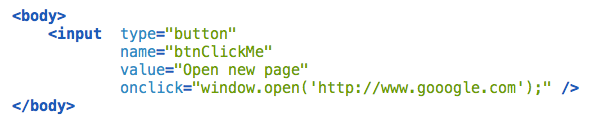 <body>
<input type="button"
name="btnClickMe"
value="Open new page"
onclick="window.open('http://www.gooogle.com');" />
</body>